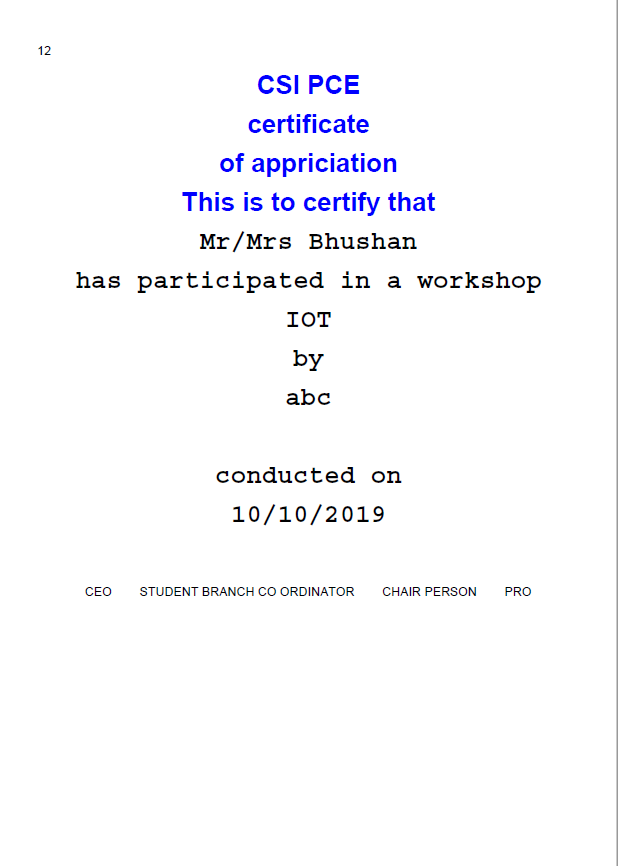 12
CSI PCE
certificate
of appriciation
This is to certify that
Mr/Mrs Bhushan
has participated in a workshop
IOT
by
abc
conducted on
10/10/2019
CEO STUDENT BRANCH CO ORDINATOR CHAIR PERSON PRO